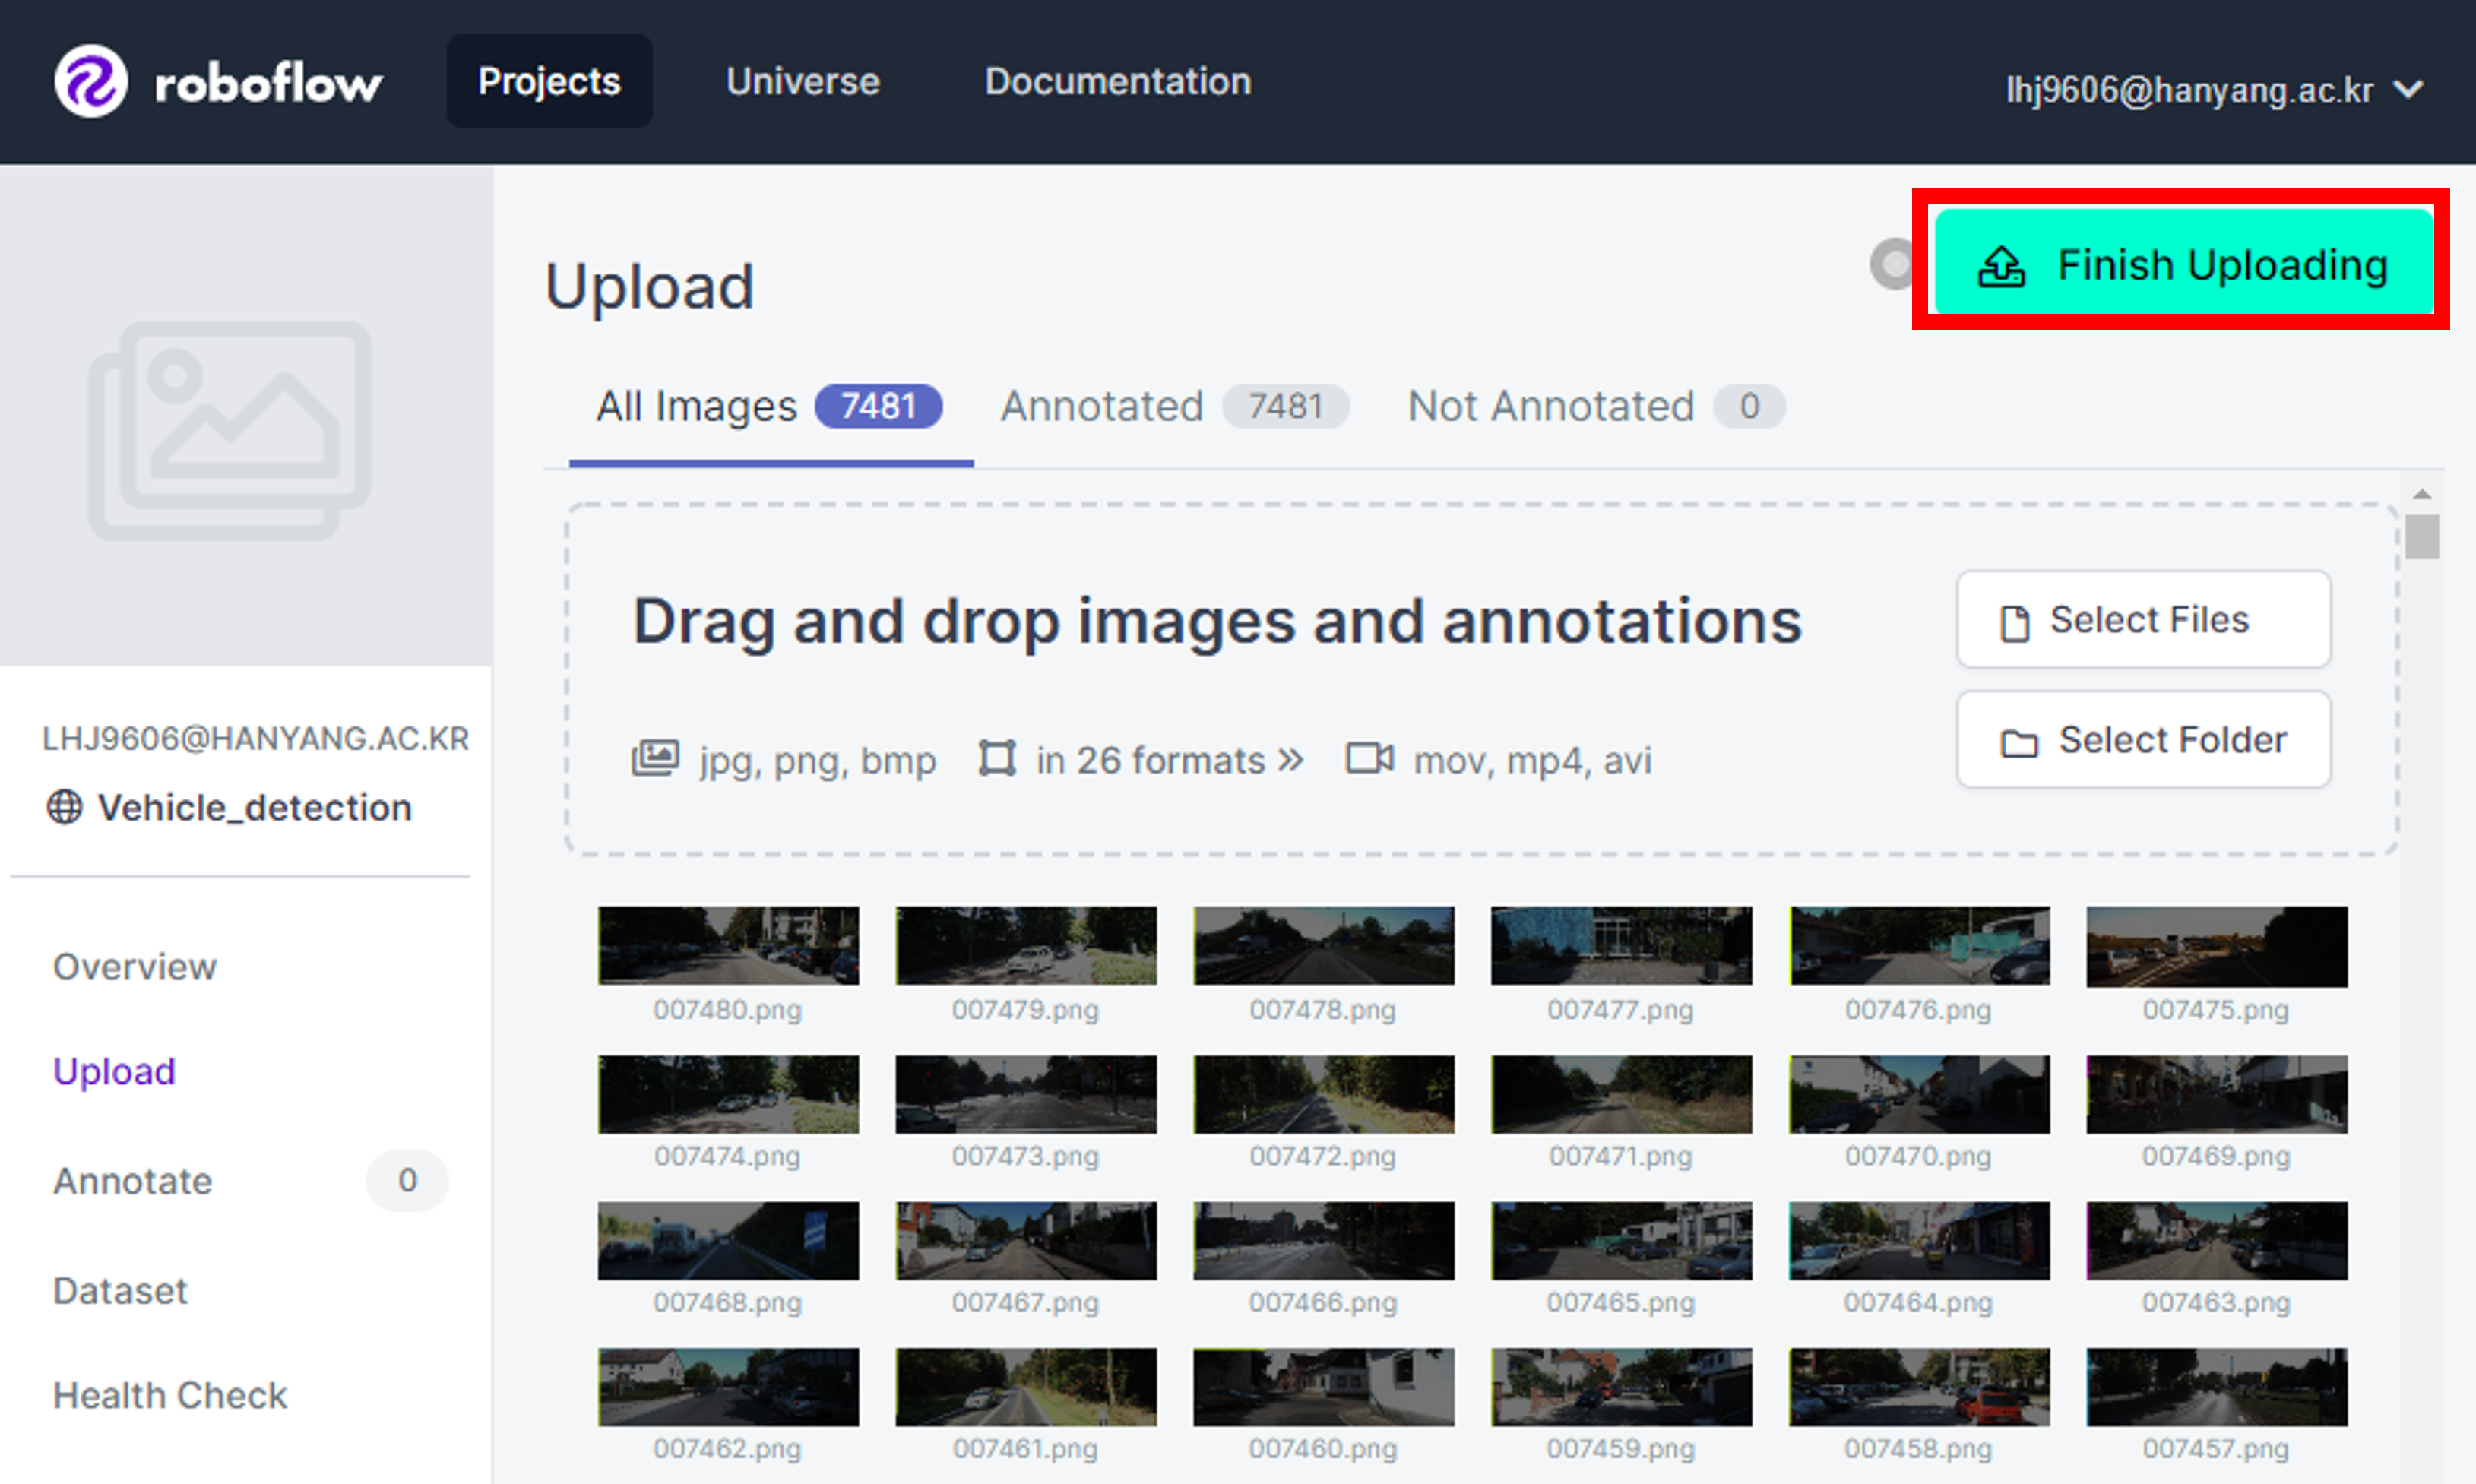 roboflow
Projects
Universe
Documentation
lhj9606@hanyang.ac.kr
Upload
Finish Uploading
All Images 7481
Annotated 7481
Not Annotated 0
Drag and drop images and annotations
jpg, png, bmp
in 26 formats »
mov, mp4, avi
Select Files
Select Folder
LHJ9606@HANYANG.AC.KR
Vehicle_detection
Overview
Upload
Annotate 0
Dataset
Health Check
007480.png 007479.png 007478.png 007477.png 007476.png 007475.png
007474.png 007473.png 007472.png 007471.png 007470.png 007469.png
007468.png 007467.png 007466.png 007465.png 007464.png 007463.png
007462.png 007461.png 007460.png 007459.png 007458.png 007457.png